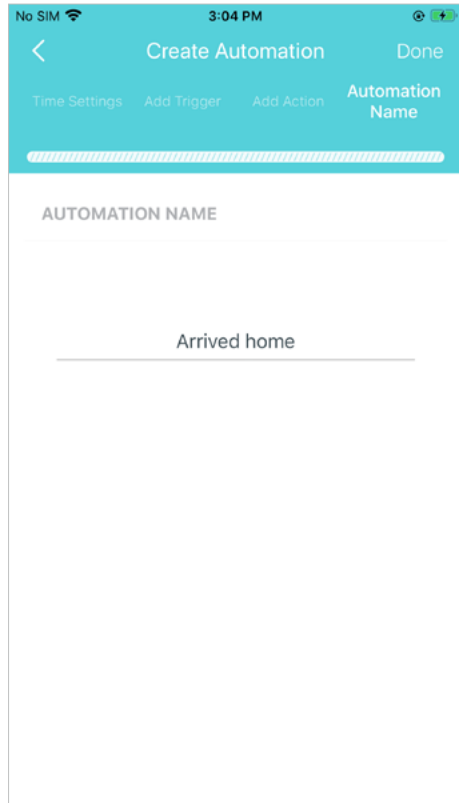 No SIM 3:04 PM
Create Automation Done
Time Settings Add Trigger Add Action Automation Name
AUTOMATION NAME
Arrived home